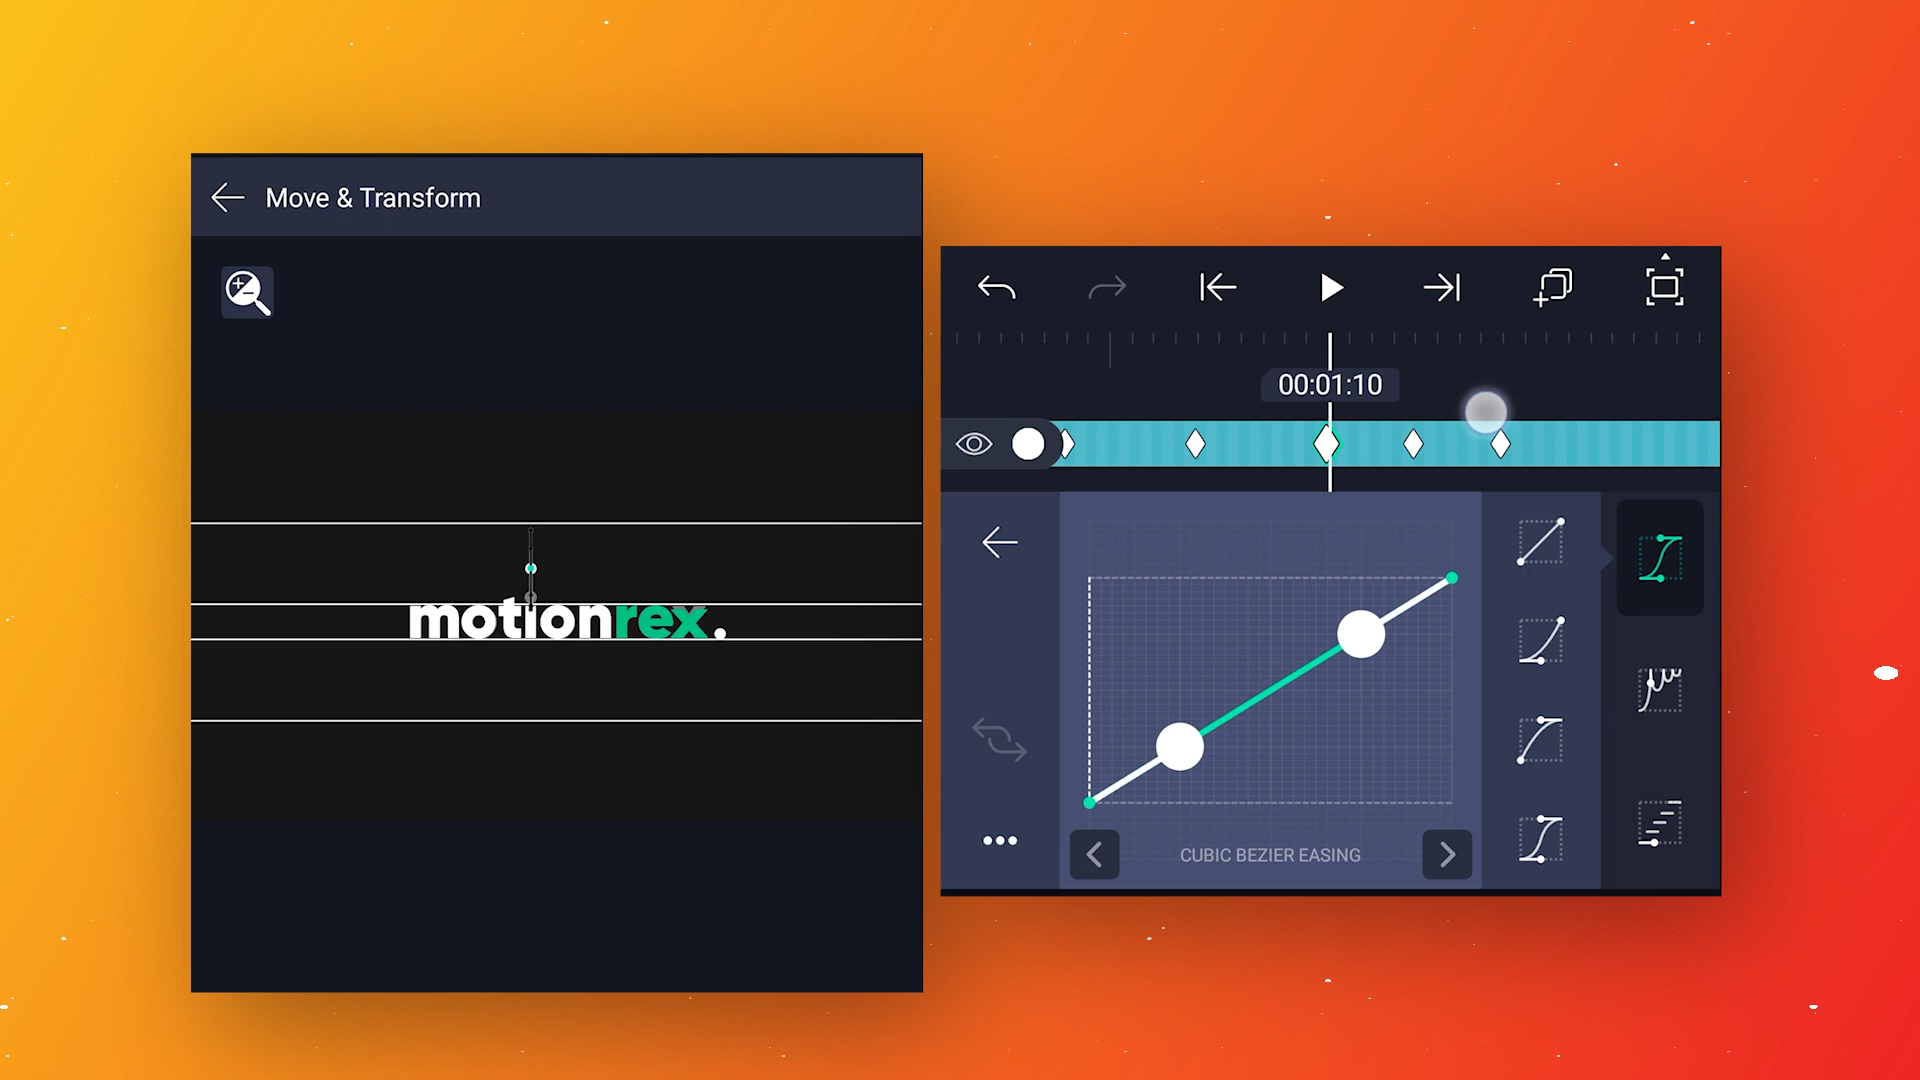 Move & Transform
motionrex.
00:01:10
CUBIC BEZIER EASING